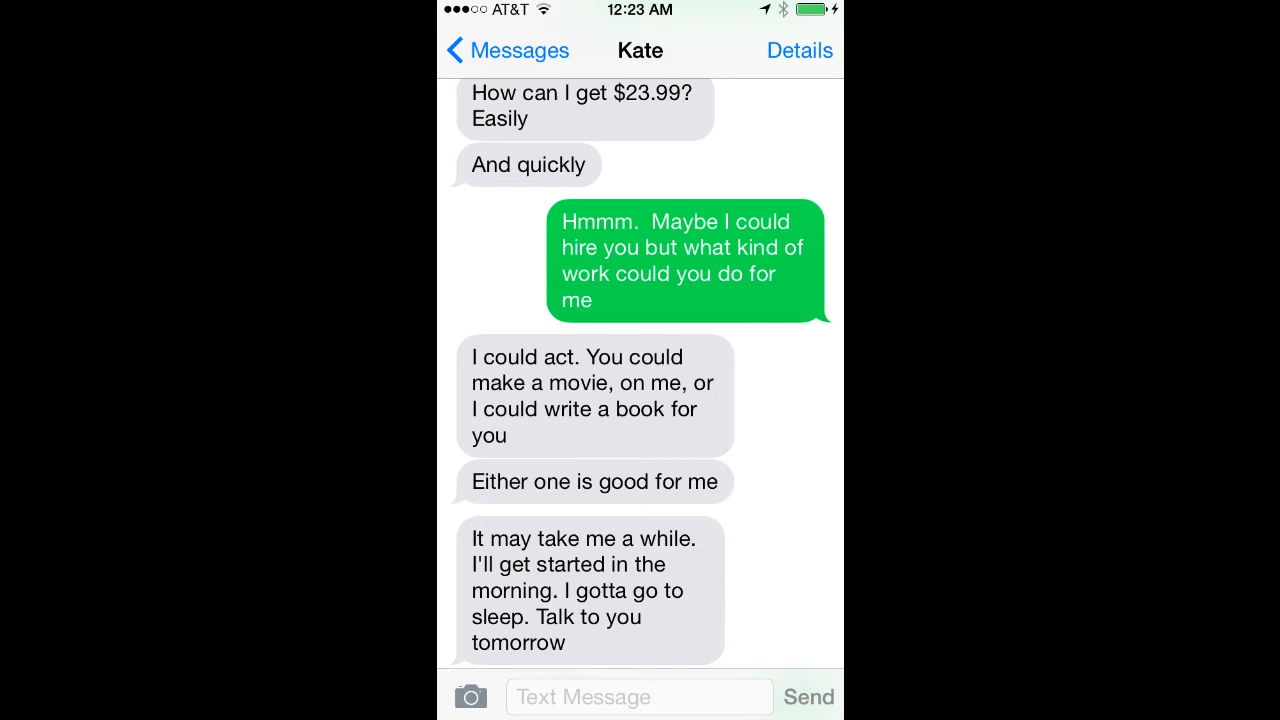 AT&T 12:23 AM
Messages Kate Details
How can I get $23.99?
Easily
And quickly
Hmmm.  Maybe I could
hire you but what kind of
work could you do for
me
I could act. You could
make a movie, on me, or
I could write a book for
you
Either one is good for me
It may take me a while.
I'll get started in the
morning. I gotta go to
sleep. Talk to you
tomorrow
Text Message Send